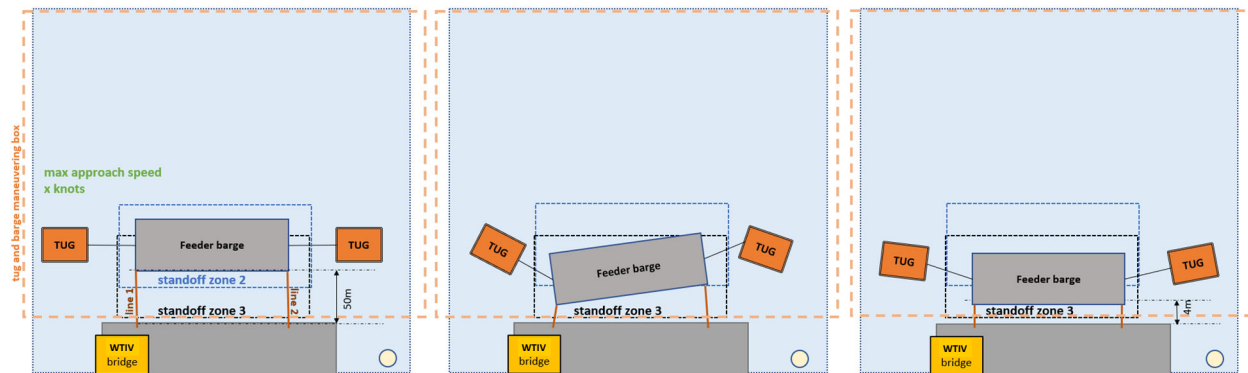 tug and barge maneuvering box
max approach speed
x knots
TUG
Feeder barge
TUG
standoff zone 2
line 1
line 2
50m
standoff zone 3
WTIV
bridge
TUG
Feeder barge
TUG
standoff zone 3
WTIV
bridge
TUG
Feeder barge
TUG
standoff zone 3
4m
WTIV
bridge